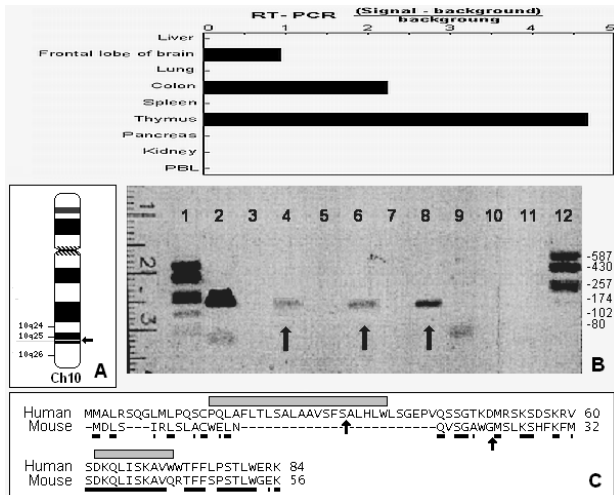 RT- PCR (Signal - background)
backgroung
0 1 2 3 4 5
Liver
Frontal lobe of brain
Lung
Colon
Spleen
Thymus
Pancreas
Kidney
PBL
10q24
10q25
10q26
Ch10
A
1 2 3 4 5 6 7 8 9 10 11 12
-587
-430
-257
-174
-102
-80
B
Human MMALRSQGLMLPQSCPQLAFLTLSALAAVSFSALHLWLSGEPVQSSGTKDMRSKSDSKRV 60
Mouse -MDLS---IRLSLACWELN------------------------QVSGAWGMSLKSHFKFM 32
Human SDKQLISKAVWWTFFLPSTLWERK 84
Mouse SDKQLISKAVQRTFFLPSTLWGEK 56
C